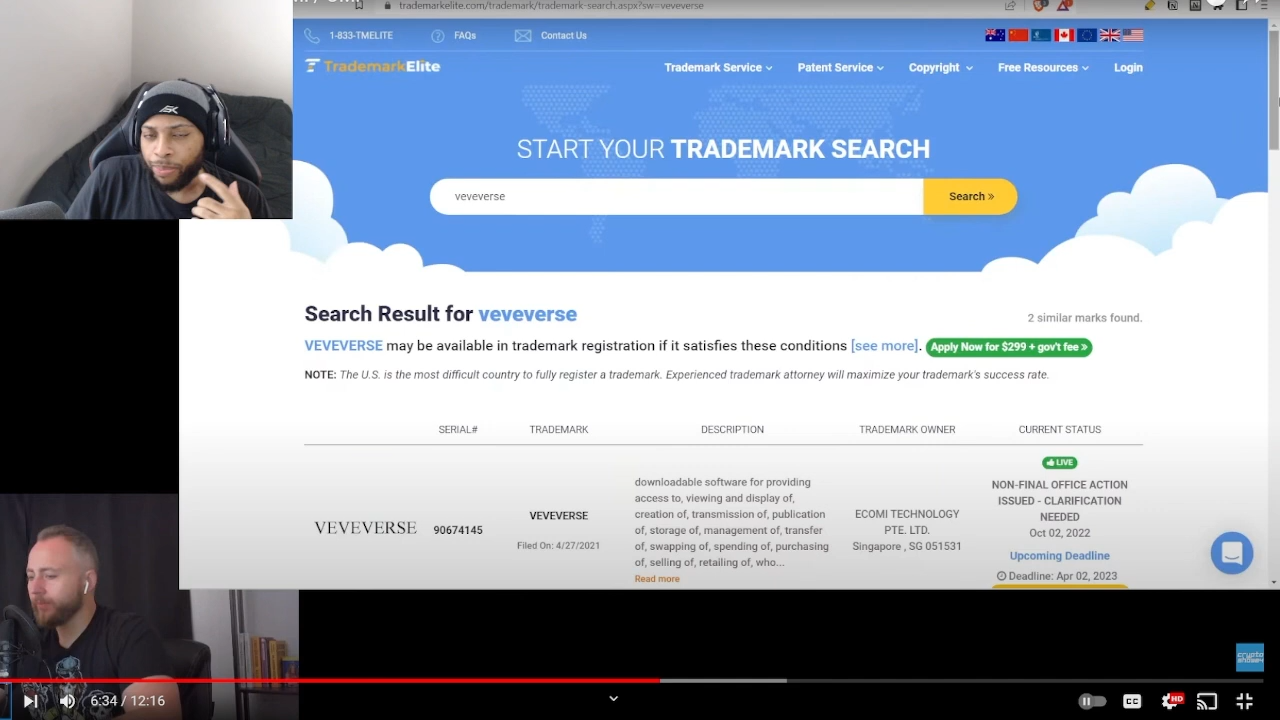 trademarkelite.com/trademark/trademark-search.aspx?sw=veveverse
1-833-TMELITE FAQs Contact Us
TrademarkElite Trademark Service Patent Service Copyright Free Resources Login
START YOUR TRADEMARK SEARCH
veveverse Search »
Search Result for veveverse
2 similar marks found.
VEVEVERSE may be available in trademark registration if it satisfies these conditions [see more]. Apply Now for $299 + gov't fee »
NOTE: The U.S. is the most difficult country to fully register a trademark. Experienced trademark attorney will maximize your trademark's success rate.
SERIAL# TRADEMARK DESCRIPTION TRADEMARK OWNER CURRENT STATUS
VEVEVERSE
90674145
VEVEVERSE
Filed On: 4/27/2021
downloadable software for providing
access to, viewing and display of,
creation of, transmission of, publication
of, storage of, management of, transfer
of, swapping of, spending of, purchasing
of, selling of, retailing of, who...
Read more
ECOMI TECHNOLOGY
PTE. LTD.
Singapore , SG 051531
LIVE
NON-FINAL OFFICE ACTION
ISSUED - CLARIFICATION
NEEDED
Oct 02, 2022
Upcoming Deadline
Deadline: Apr 02, 2023
6:34 / 12:16
CC
HD